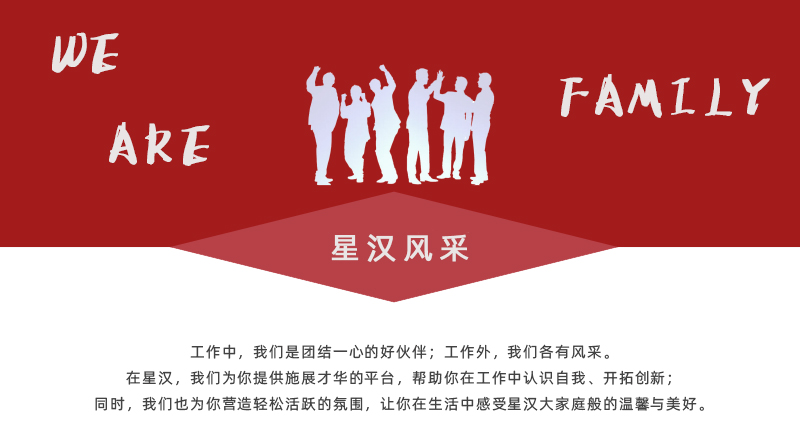 WE
ARE
FAMILY
星汉风采
工作中，我们是团结一心的好伙伴；工作外，我们各有风采。
在星汉，我们为你提供施展才华的平台，帮助你在工作中认识自我、开拓创新；
同时，我们也为你营造轻松活跃的氛围，让你在生活中感受星汉大家庭般的温馨与美好。